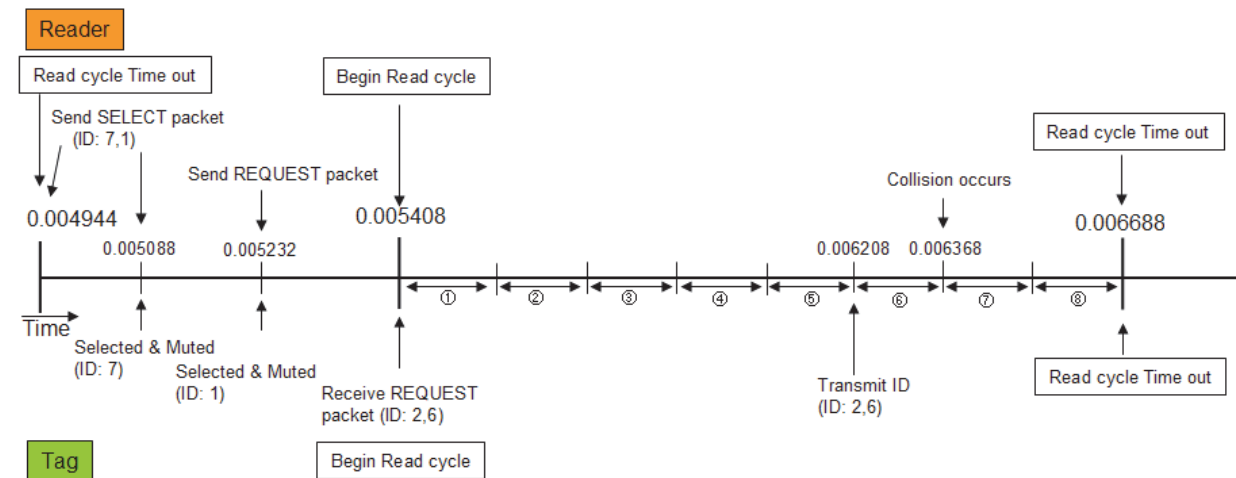 Reader
Read cycle Time out
Begin Read cycle
Send SELECT packet
(ID: 7,1)
Read cycle Time out
Send REQUEST packet
Collision occurs
0.004944
0.005408
0.006688
0.005088
0.005232
0.006208
0.006368
① ② ③ ④ ⑤ ⑥ ⑦ ⑧
Time
Selected & Muted
(ID: 7)
Selected & Muted
(ID: 1)
Receive REQUEST
packet (ID: 2,6)
Transmit ID
(ID: 2,6)
Read cycle Time out
Tag
Begin Read cycle